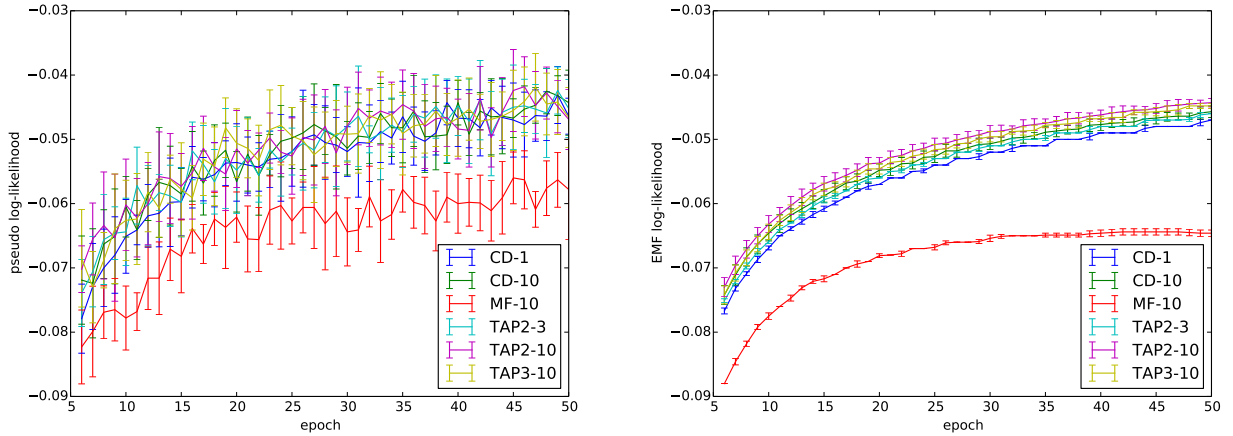 −0.03
−0.04
−0.05
−0.06
−0.07
−0.08
−0.09
pseudo log-likelihood
5 10 15 20 25 30 35 40 45 50
epoch
CD-1
CD-10
MF-10
TAP2-3
TAP2-10
TAP3-10
−0.03
−0.04
−0.05
−0.06
−0.07
−0.08
−0.09
EMF log-likelihood
5 10 15 20 25 30 35 40 45 50
epoch
CD-1
CD-10
MF-10
TAP2-3
TAP2-10
TAP3-10